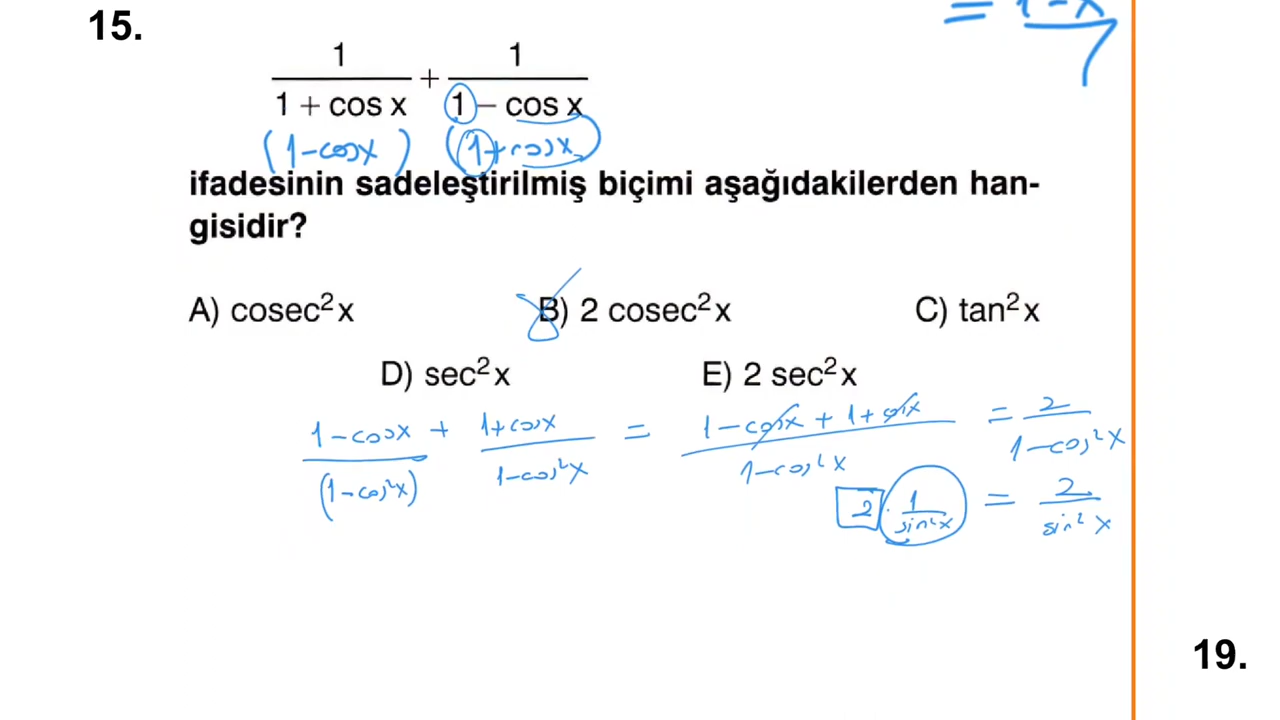 = 1-x
15.
1 / (1 + cos x) + 1 / (1 – cos x)
(1-cosx) (1+cosx)
ifadesinin sadeleştirilmiş biçimi aşağıdakilerden han-
gisidir?
A) cosec²x B) 2 cosec²x C) tan²x
D) sec²x E) 2 sec²x
(1-cosx) / (1-cos²x) + (1+cosx) / (1-cos²x) = (1-cosx + 1+cosx) / (1-cos²x) = 2 / (1-cos²x)
2 · 1 / sin²x = 2 / sin²x
19.